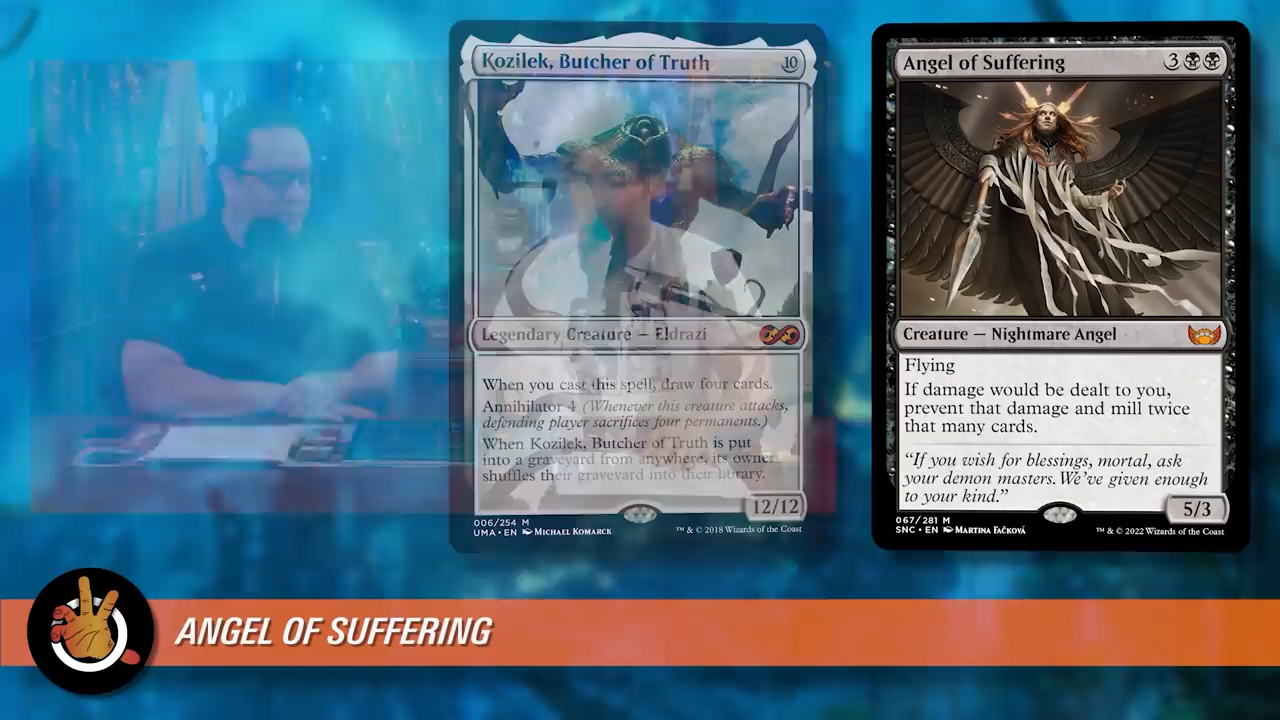 Kozilek, Butcher of Truth
10
Legendary Creature — Eldrazi
When you cast this spell, draw four cards.
Annihilator 4 (Whenever this creature attacks,
defending player sacrifices four permanents.)
When Kozilek, Butcher of Truth is put
into a graveyard from anywhere, its owner
shuffles their graveyard into their library.
12/12
006/254 M
UMA • EN Michael Komarck
™ & © 2018 Wizards of the Coast
Angel of Suffering
3
Creature — Nightmare Angel
Flying
If damage would be dealt to you,
prevent that damage and mill twice
that many cards.
“If you wish for blessings, mortal, ask
your demon masters. We’ve given enough
to your kind.”
5/3
067/281 M
SNC • EN Martina Fačková
™ & © 2022 Wizards of the Coast
ANGEL OF SUFFERING